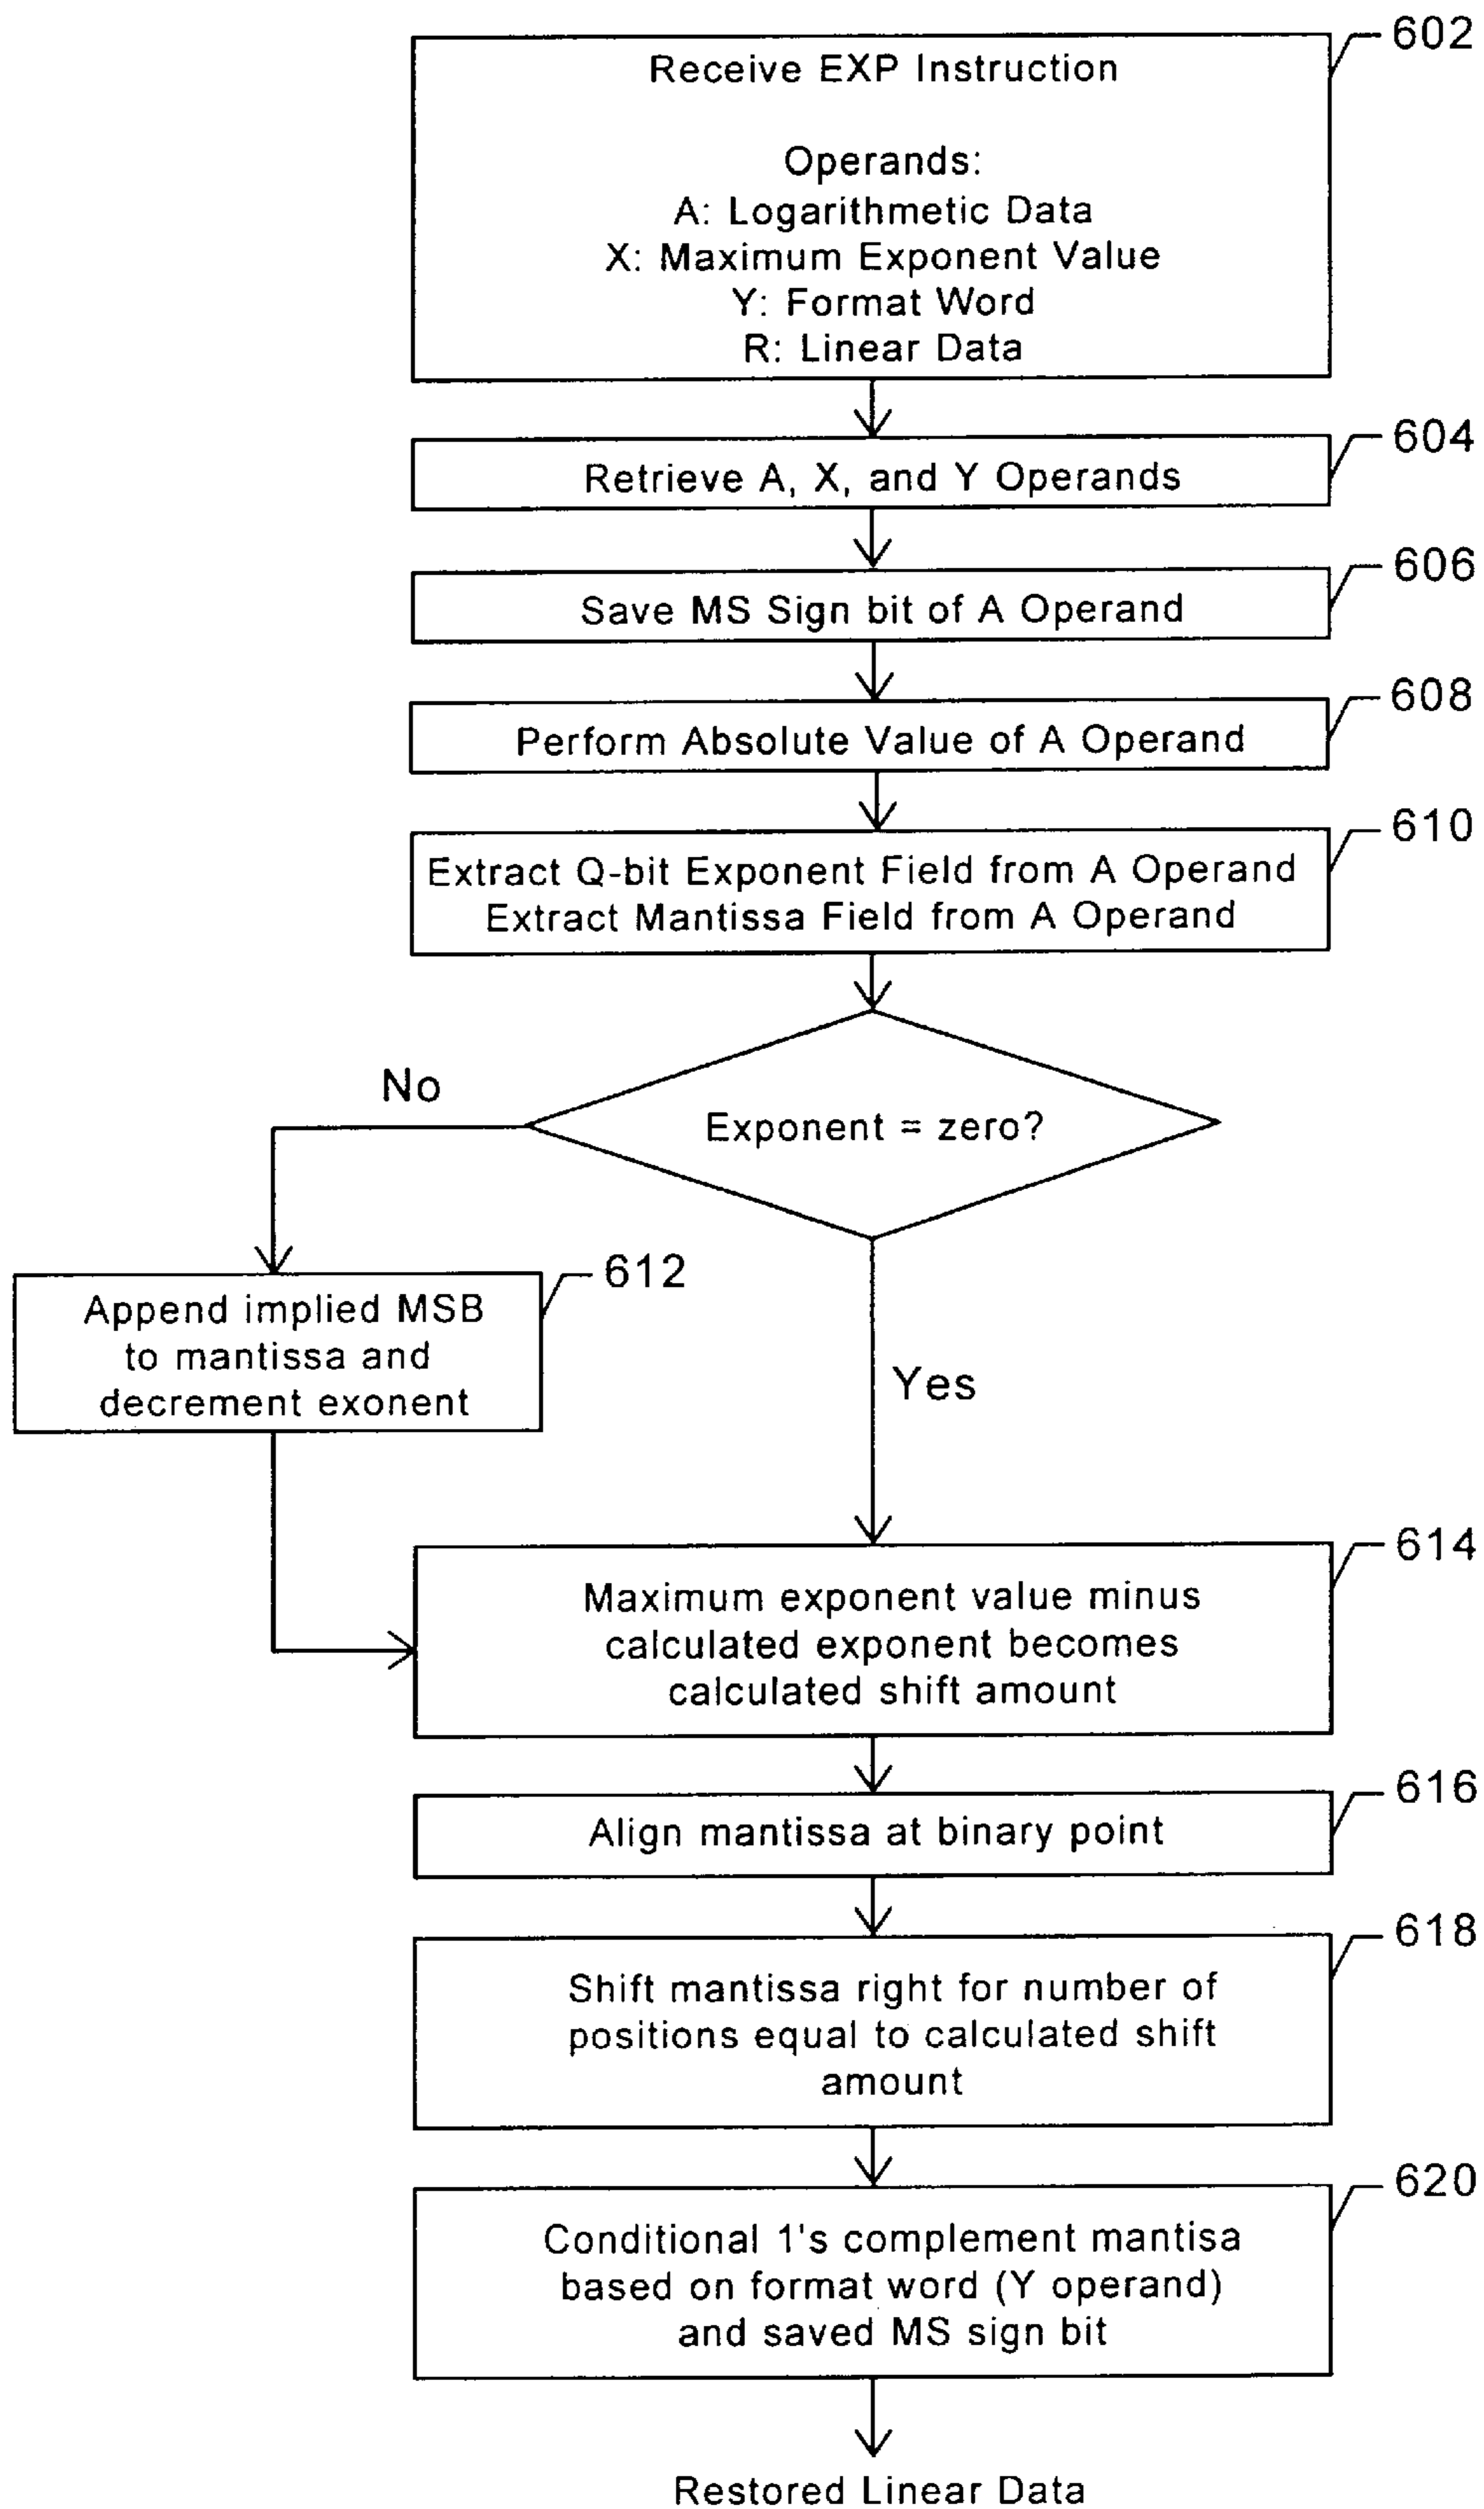 602
Receive EXP Instruction
Operands:
A: Logarithmetic Data
X: Maximum Exponent Value
Y: Format Word
R: Linear Data
604
Retrieve A, X, and Y Operands
606
Save MS Sign bit of A Operand
608
Perform Absolute Value of A Operand
610
Extract Q-bit Exponent Field from A Operand
Extract Mantissa Field from A Operand
No
Exponent = zero?
612
Append implied MSB
to mantissa and
decrement exonent
Yes
614
Maximum exponent value minus
calculated exponent becomes
calculated shift amount
616
Align mantissa at binary point
618
Shift mantissa right for number of
positions equal to calculated shift
amount
620
Conditional 1's complement mantisa
based on format word (Y operand)
and saved MS sign bit
Restored Linear Data